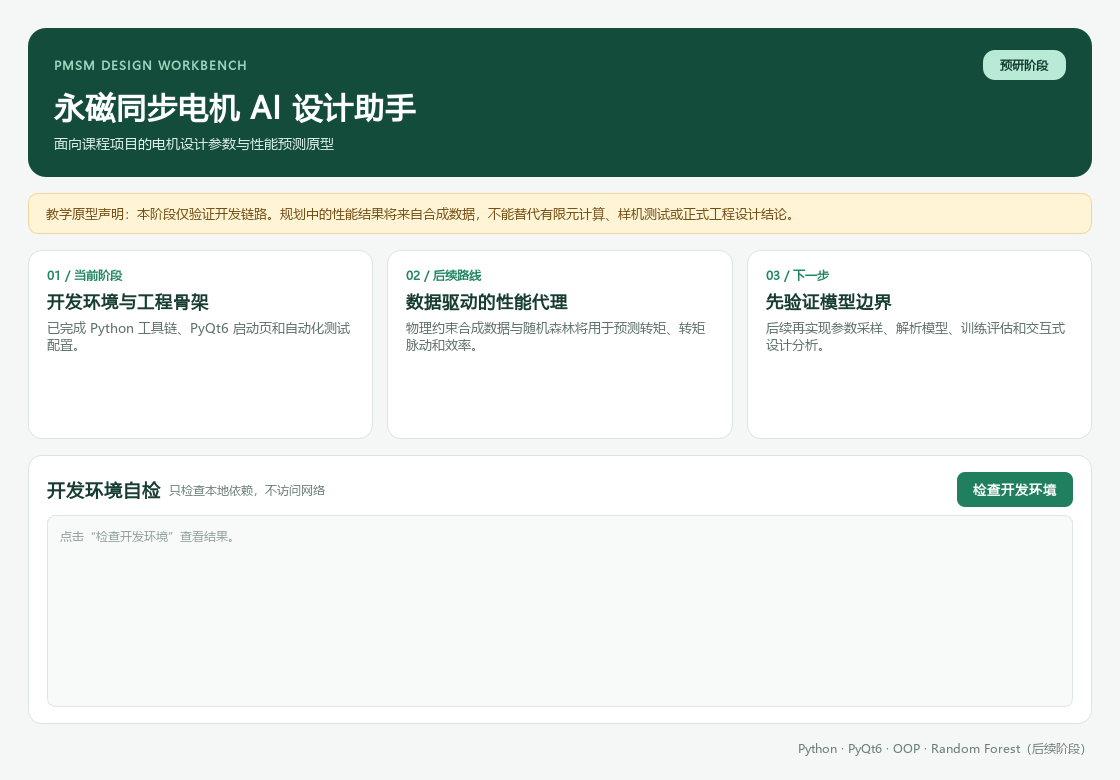 PMSM DESIGN WORKBENCH
预研阶段
永磁同步电机 AI 设计助手
面向课程项目的电机设计参数与性能预测原型
教学原型声明：本阶段仅验证开发链路。规划中的性能结果将来自合成数据，不能替代有限元计算、样机测试或正式工程设计结论。
01 / 当前阶段
开发环境与工程骨架
已完成 Python 工具链、PyQt6 启动页和自动化测试
配置。
02 / 后续路线
数据驱动的性能代理
物理约束合成数据与随机森林将用于预测转矩、转矩
脉动和效率。
03 / 下一步
先验证模型边界
后续再实现参数采样、解析模型、训练评估和交互式
设计分析。
开发环境自检 只检查本地依赖，不访问网络
检查开发环境
点击“检查开发环境”查看结果。
Python · PyQt6 · OOP · Random Forest（后续阶段）